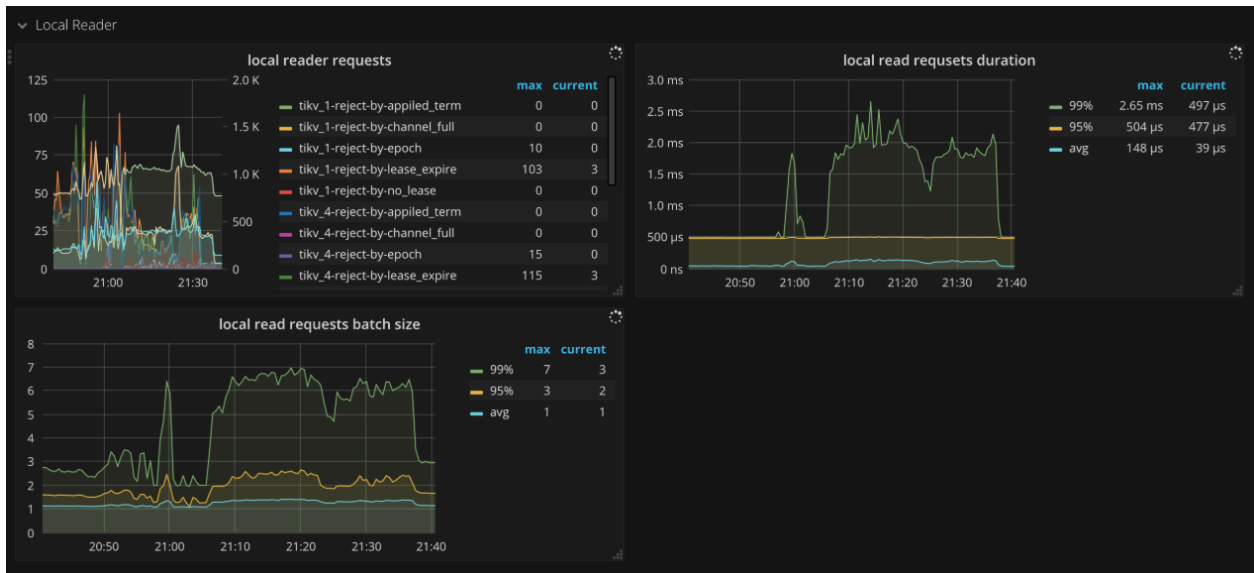 Local Reader
local reader requests
125
100
75
50
25
0
2.0 K
1.5 K
1.0 K
500
0
21:00 21:30
max current
tikv_1-reject-by-appiled_term 0 0
tikv_1-reject-by-channel_full 0 0
tikv_1-reject-by-epoch 10 0
tikv_1-reject-by-lease_expire 103 3
tikv_1-reject-by-no_lease 0 0
tikv_4-reject-by-appiled_term 0 0
tikv_4-reject-by-channel_full 0 0
tikv_4-reject-by-epoch 15 0
tikv_4-reject-by-lease_expire 115 3
local read requsets duration
3.0 ms
2.5 ms
2.0 ms
1.5 ms
1.0 ms
500 µs
0 ns
20:50 21:00 21:10 21:20 21:30 21:40
max current
99% 2.65 ms 497 µs
95% 504 µs 477 µs
avg 148 µs 39 µs
local read requests batch size
8
7
6
5
4
3
2
1
0
20:50 21:00 21:10 21:20 21:30 21:40
max current
99% 7 3
95% 3 2
avg 1 1